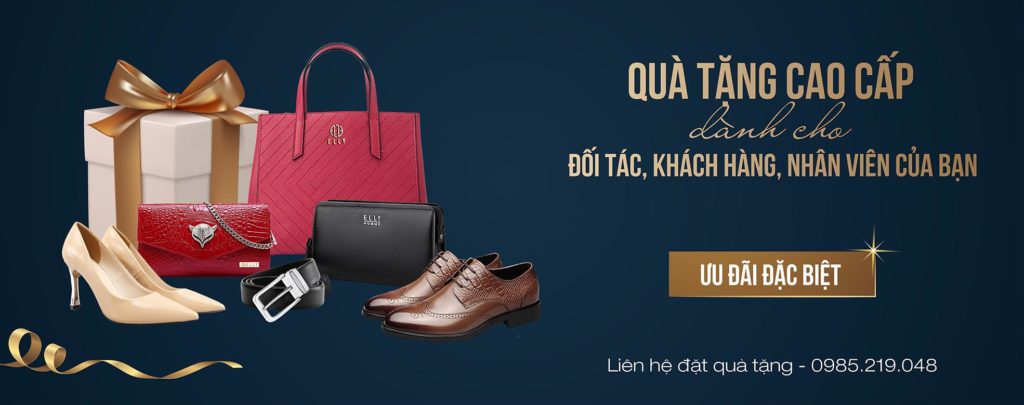 QUÀ TẶNG CAO CẤP
dành cho
ĐỐI TÁC, KHÁCH HÀNG, NHÂN VIÊN CỦA BẠN
ƯU ĐÃI ĐẶC BIỆT
Liên hệ đặt quà tặng - 0985.219.048
ELLY
ELLY
HOMME
ELLY